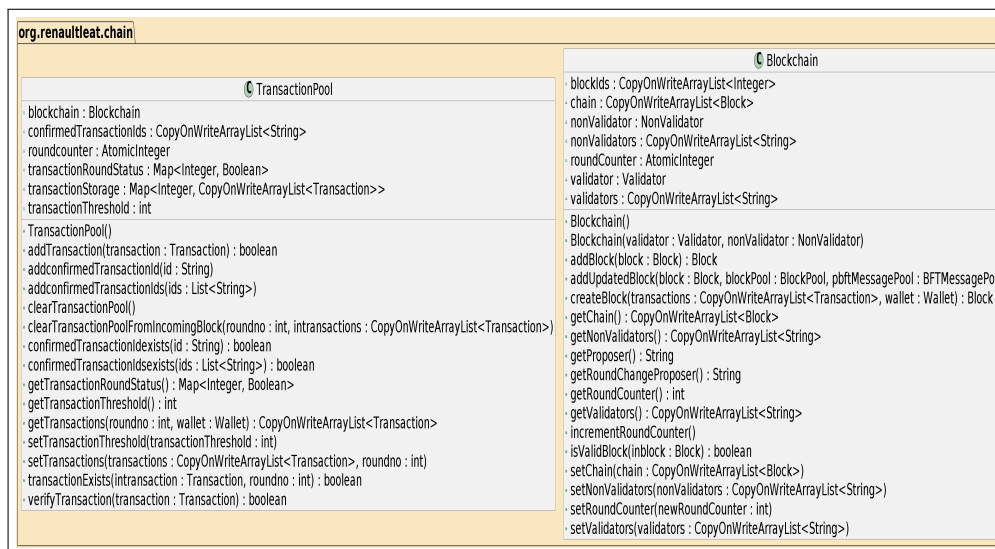 org.renaultleat.chain
C TransactionPool
blockchain : Blockchain
confirmedTransactionIds : CopyOnWriteArrayList<String>
roundcounter : AtomicInteger
transactionRoundStatus : Map<Integer, Boolean>
transactionStorage : Map<Integer, CopyOnWriteArrayList<Transaction>>
transactionThreshold : int
TransactionPool()
addTransaction(transaction : Transaction) : boolean
addconfirmedTransactionId(id : String)
addconfirmedTransactionIds(ids : List<String>)
clearTransactionPool()
clearTransactionPoolFromIncomingBlock(roundno : int, intransactions : CopyOnWriteArrayList<Transaction>)
confirmedTransactionIdexists(id : String) : boolean
confirmedTransactionIdsexists(ids : List<String>) : boolean
getTransactionRoundStatus() : Map<Integer, Boolean>
getTransactionThreshold() : int
getTransactions(roundno : int, wallet : Wallet) : CopyOnWriteArrayList<Transaction>
setTransactionThreshold(transactionThreshold : int)
setTransactions(transactions : CopyOnWriteArrayList<Transaction>, roundno : int)
transactionExists(intransaction : Transaction, roundno : int) : boolean
verifyTransaction(transaction : Transaction) : boolean
C Blockchain
blockIds : CopyOnWriteArrayList<Integer>
chain : CopyOnWriteArrayList<Block>
nonValidator : NonValidator
nonValidators : CopyOnWriteArrayList<String>
roundCounter : AtomicInteger
validator : Validator
validators : CopyOnWriteArrayList<String>
Blockchain()
Blockchain(validator : Validator, nonValidator : NonValidator)
addBlock(block : Block) : Block
addUpdatedBlock(block : Block, blockPool : BlockPool, pbftMessagePool : BFTMessagePo
createBlock(transactions : CopyOnWriteArrayList<Transaction>, wallet : Wallet) : Block
getChain() : CopyOnWriteArrayList<Block>
getNonValidators() : CopyOnWriteArrayList<String>
getProposer() : String
getRoundChangeProposer() : String
getRoundCounter() : int
getValidators() : CopyOnWriteArrayList<String>
incrementRoundCounter()
isValidBlock(inblock : Block) : boolean
setChain(chain : CopyOnWriteArrayList<Block>)
setNonValidators(nonValidators : CopyOnWriteArrayList<String>)
setRoundCounter(newRoundCounter : int)
setValidators(validators : CopyOnWriteArrayList<String>)